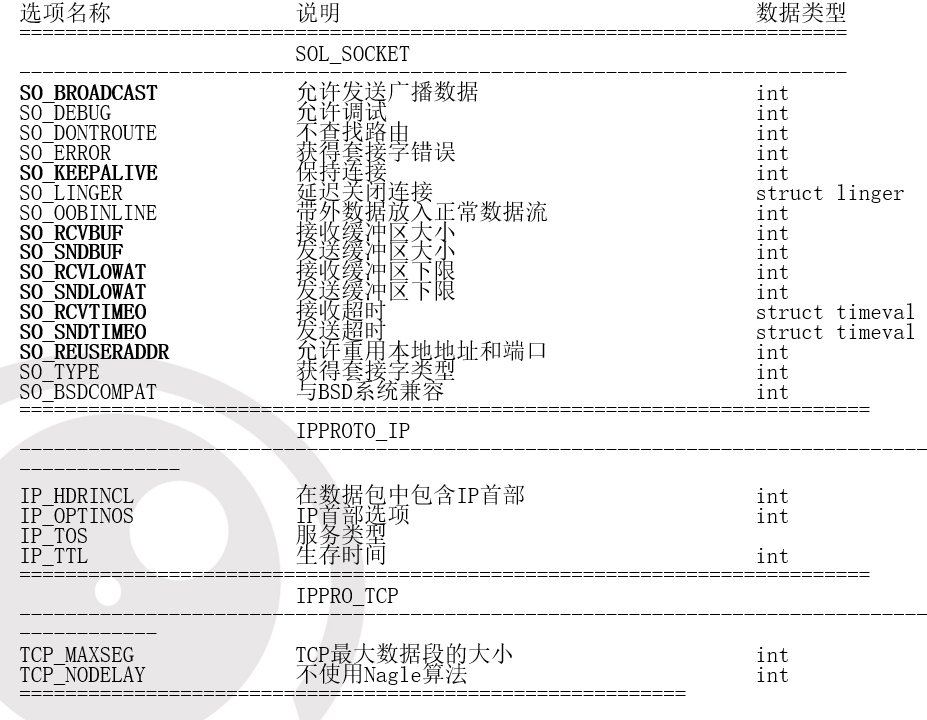 选项名称 说明 数据类型
========================================================================
SOL_SOCKET
------------------------------------------------------------------------
SO_BROADCAST 允许发送广播数据 int
SO_DEBUG 允许调试 int
SO_DONTROUTE 不查找路由 int
SO_ERROR 获得套接字错误 int
SO_KEEPALIVE 保持连接 int
SO_LINGER 延迟关闭连接 struct linger
SO_OOBINLINE 带外数据放入正常数据流 int
SO_RCVBUF 接收缓冲区大小 int
SO_SNDBUF 发送缓冲区大小 int
SO_RCVLOWAT 接收缓冲区下限 int
SO_SNDLOWAT 发送缓冲区下限 int
SO_RCVTIMEO 接收超时 struct timeval
SO_SNDTIMEO 发送超时 struct timeval
SO_REUSERADDR 允许重用本地地址和端口 int
SO_TYPE 获得套接字类型 int
SO_BSDCOMPAT 与BSD系统兼容 int
==========================================================================
IPPROTO_IP
-------------------------------------------------------------------------------
--------------
IP_HDRINCL 在数据包中包含IP首部 int
IP_OPTINOS IP首部选项 int
IP_TOS 服务类型
IP_TTL 生存时间 int
==========================================================================
IPPRO_TCP
-------------------------------------------------------------------------------
------------
TCP_MAXSEG TCP最大数据段的大小 int
TCP_NODELAY 不使用Nagle算法 int
==========================================================